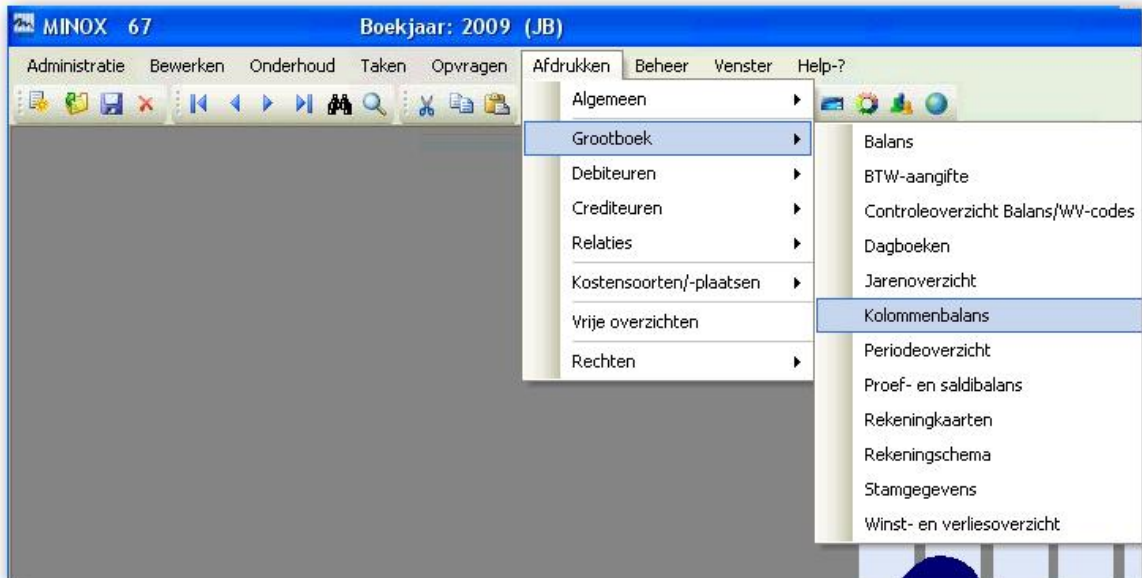 MINOX 67 Boekjaar: 2009 (JB)
Administratie Bewerken Onderhoud Taken Opvragen Afdrukken Beheer Venster Help-?
Algemeen
Grootboek
Debiteuren
Crediteuren
Relaties
Kostensoorten/-plaatsen
Vrije overzichten
Rechten
Balans
BTW-aangifte
Controleoverzicht Balans/WV-codes
Dagboeken
Jarenoverzicht
Kolommenbalans
Periodeoverzicht
Proef- en saldibalans
Rekeningkaarten
Rekeningschema
Stamgegevens
Winst- en verliesoverzicht